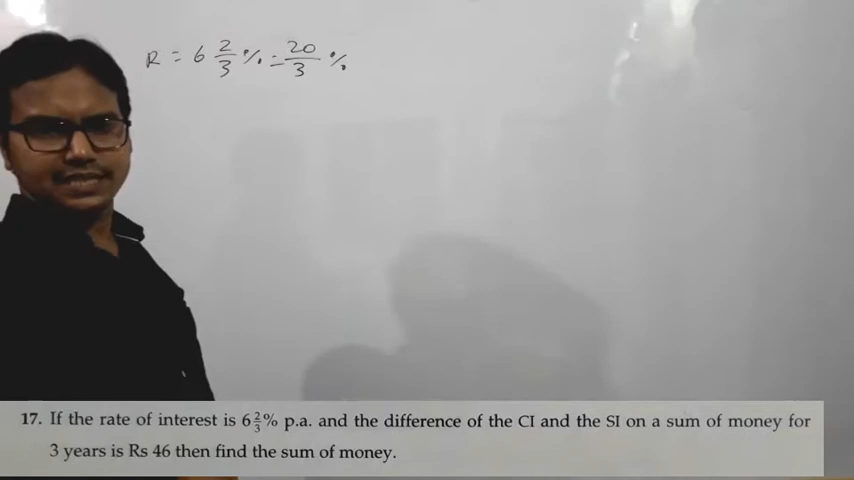 R = 6 2/3 % = 20/3 %
17. If the rate of interest is 6 2/3% p.a. and the difference of the CI and the SI on a sum of money for
3 years is Rs 46 then find the sum of money.